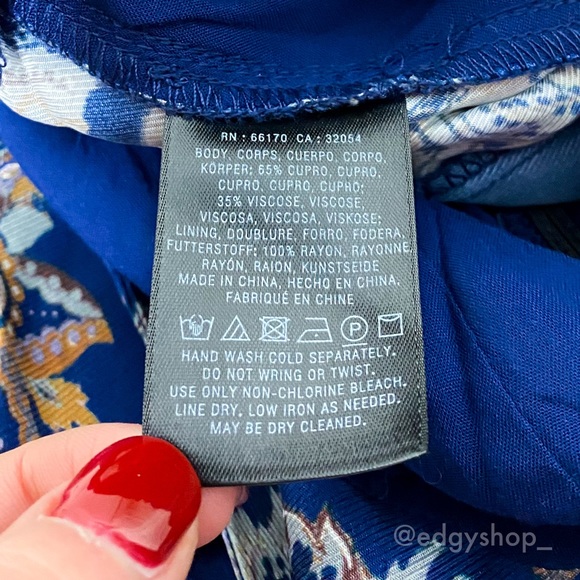 RN : 66170 CA : 32054
BODY, CORPS, CUERPO, CORPO,
KÖRPER: 65% CUPRO, CUPRO,
CUPRO, CUPRO, CUPRO;
35% VISCOSE, VISCOSE,
VISCOSA, VISCOSA, VISKOSE;
LINING, DOUBLURE, FORRO, FODERA,
FUTTERSTOFF: 100% RAYON, RAYONNE,
RAYÓN, RAION, KUNSTSEIDE
MADE IN CHINA, HECHO EN CHINA,
FABRIQUÉ EN CHINE
P
HAND WASH COLD SEPARATELY.
DO NOT WRING OR TWIST.
USE ONLY NON-CHLORINE BLEACH.
LINE DRY. LOW IRON AS NEEDED.
MAY BE DRY CLEANED.
@edgyshop_